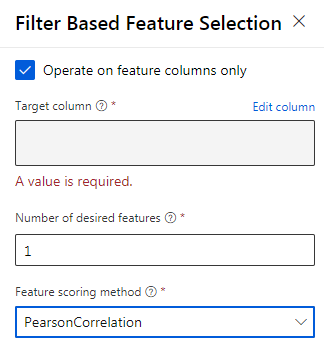 Filter Based Feature Selection
Operate on feature columns only
Target column * Edit column
A value is required.
Number of desired features *
1
Feature scoring method *
PearsonCorrelation